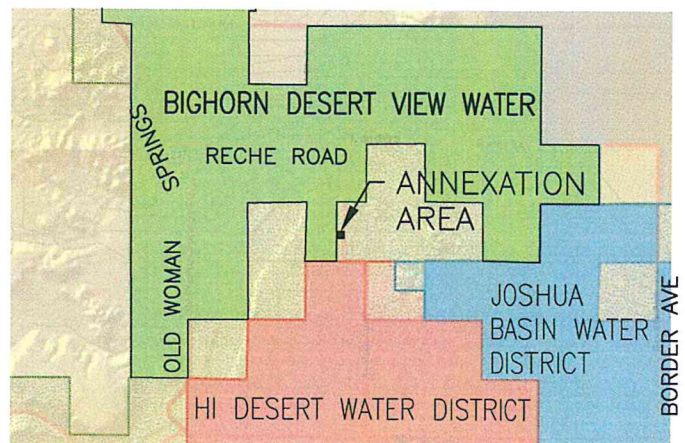 BIGHORN DESERT VIEW WATER
SPRINGS
RECHE ROAD
ANNEXATION
AREA
OLD WOMAN
JOSHUA
BASIN WATER
DISTRICT
BORDER AVE
HI DESERT WATER DISTRICT